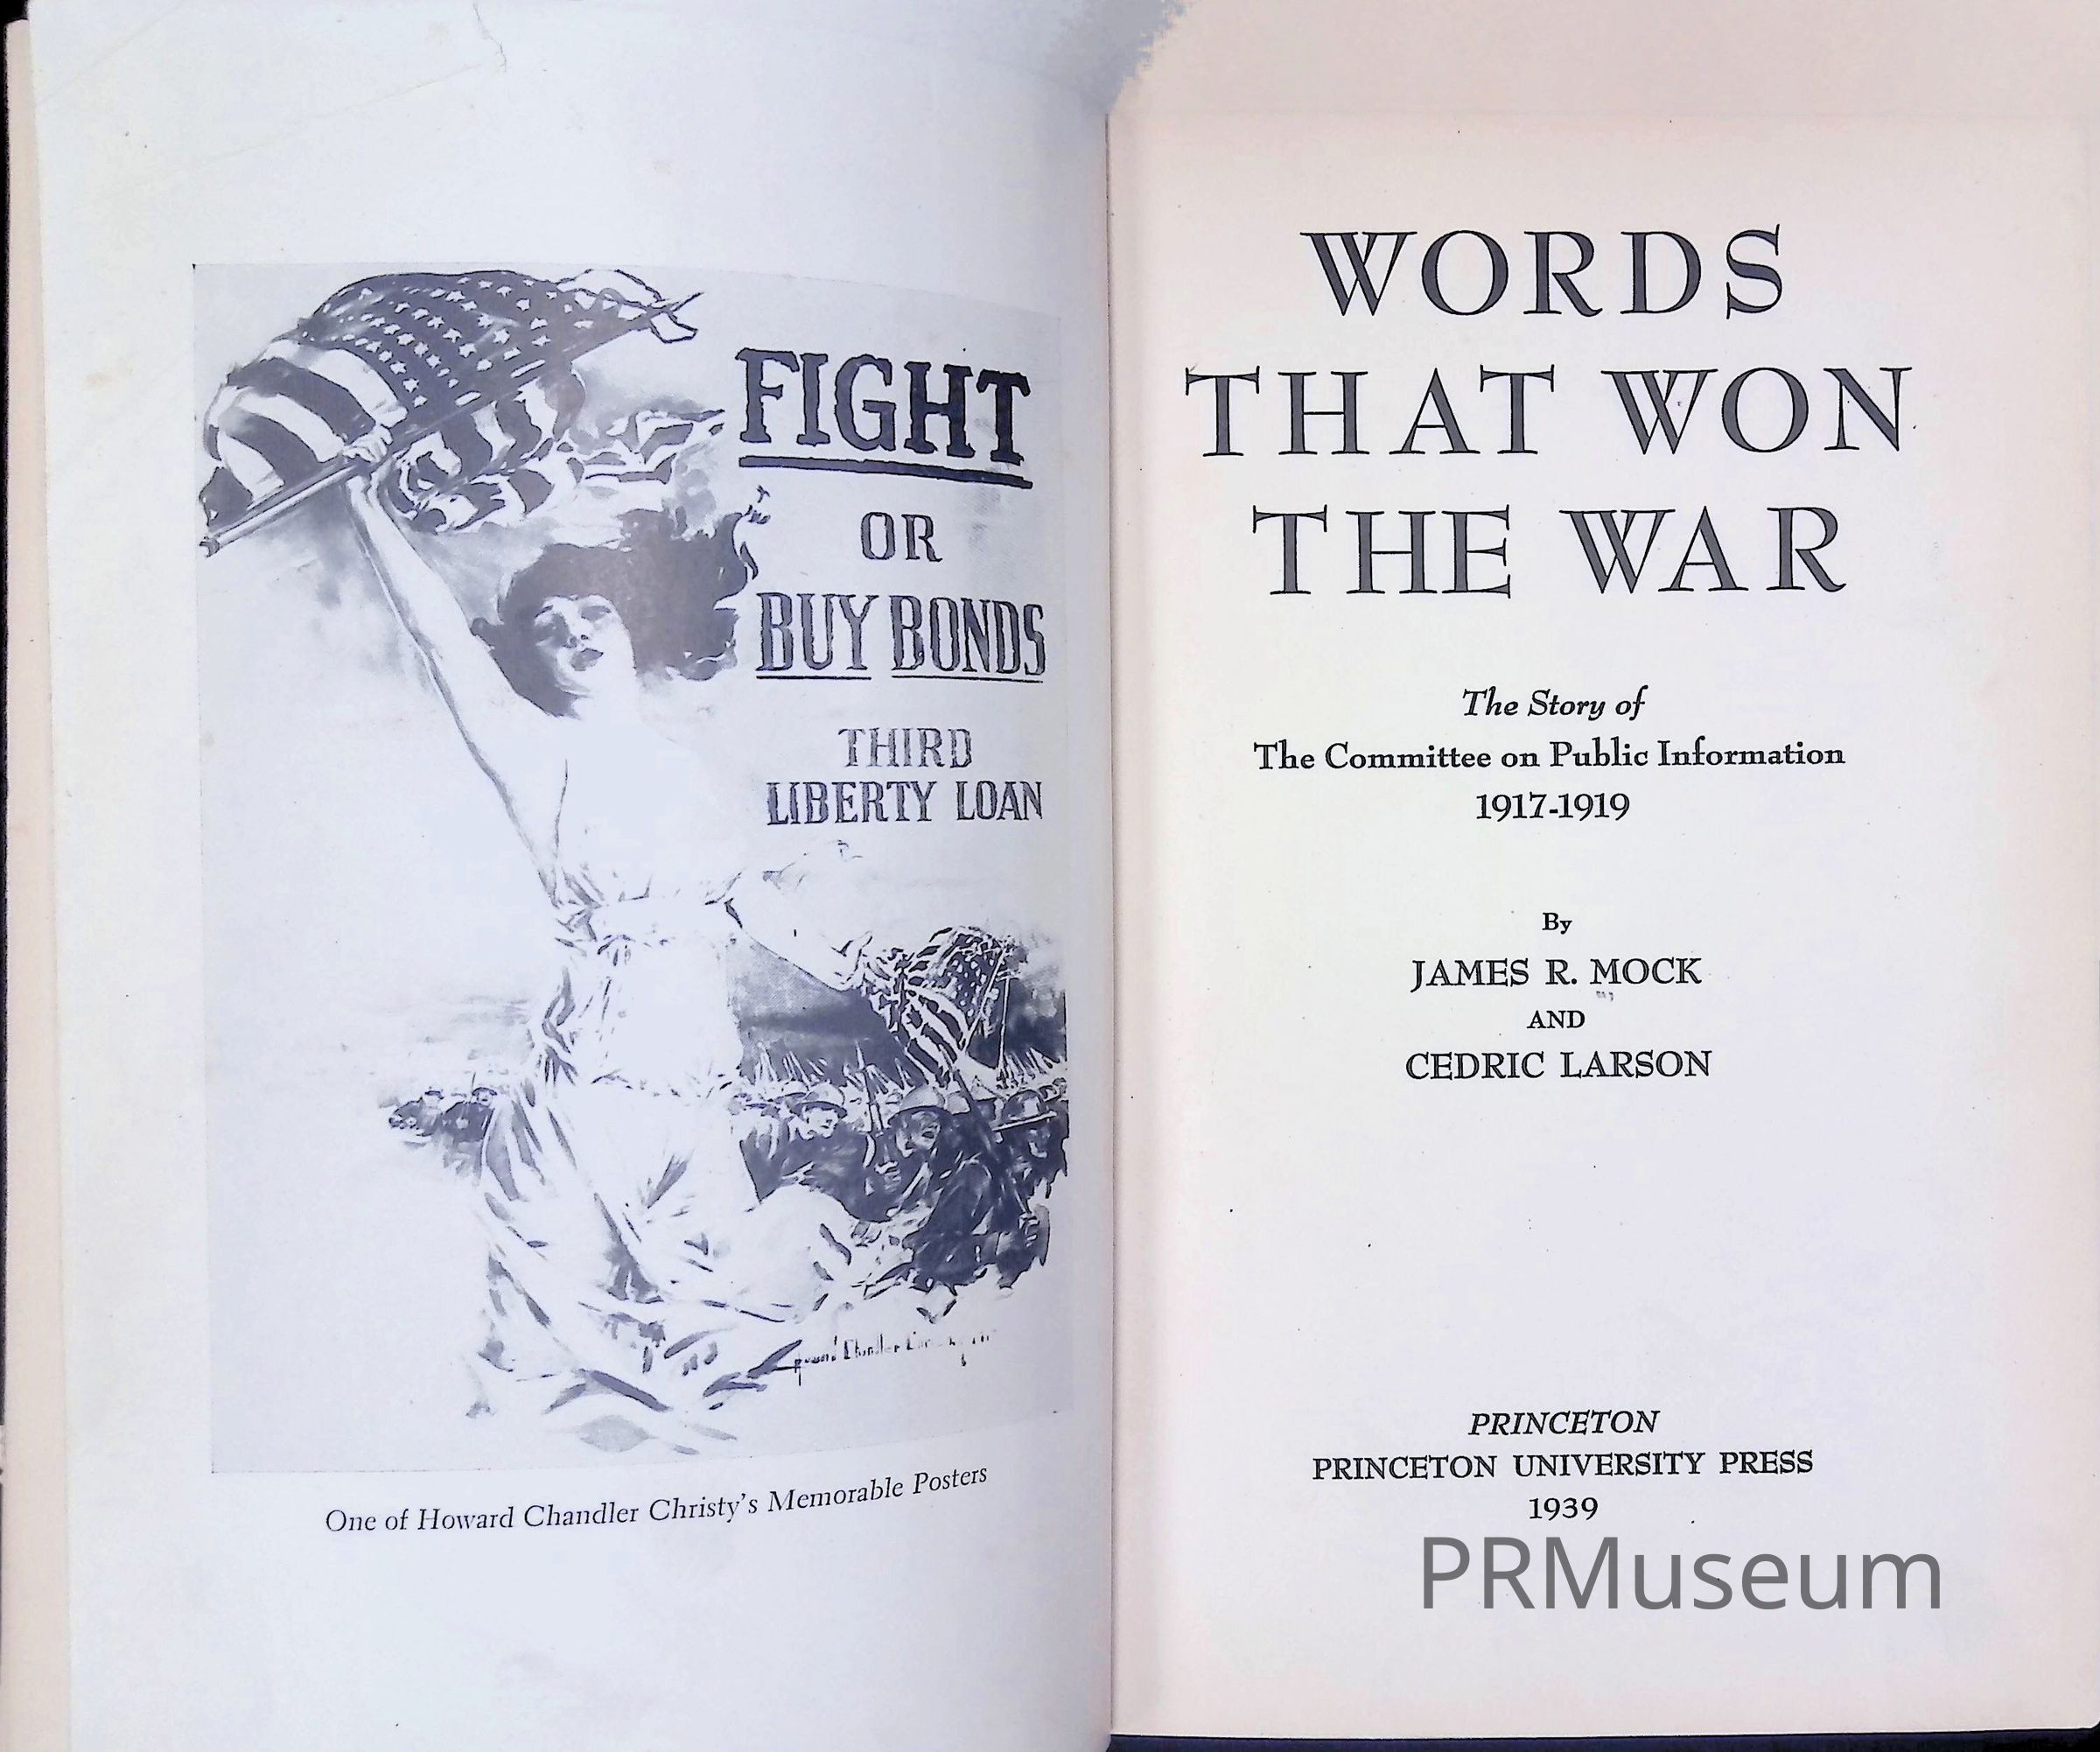 FIGHT
OR
BUY BONDS
THIRD
LIBERTY LOAN
One of Howard Chandler Christy's Memorable Posters
WORDS
THAT WON
THE WAR
The Story of
The Committee on Public Information
1917-1919
By
JAMES R. MOCK
AND
CEDRIC LARSON
PRINCETON
PRINCETON UNIVERSITY PRESS
1939
PRMuseum